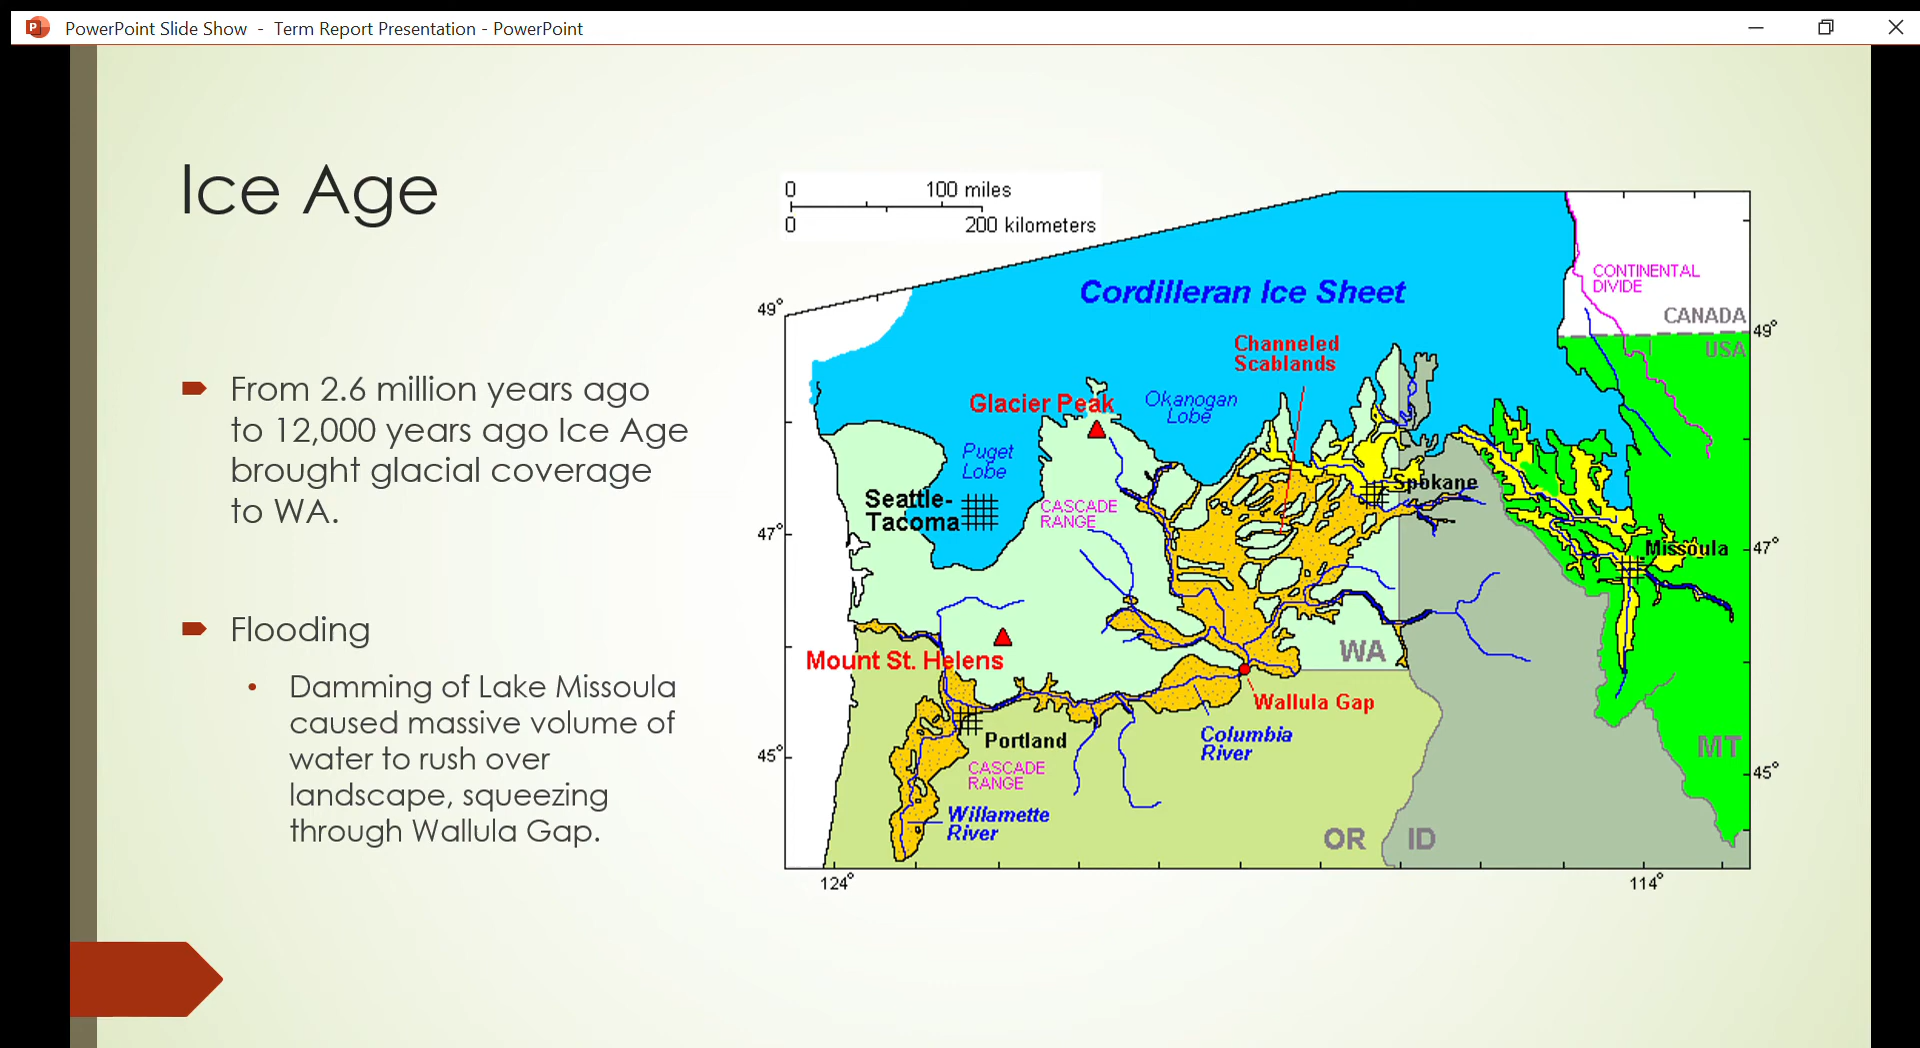 PowerPoint Slide Show - Term Report Presentation - PowerPoint
Ice Age
From 2.6 million years ago
to 12,000 years ago Ice Age
brought glacial coverage
to WA.
Flooding
Damming of Lake Missoula
caused massive volume of
water to rush over
landscape, squeezing
through Wallula Gap.
0 100 miles
0 200 kilometers
Cordilleran Ice Sheet
CONTINENTAL
DIVIDE
CANADA
USA
49°
49°
Channeled
Scablands
Glacier Peak
Okanogan
Lobe
Puget
Lobe
Seattle-
Tacoma
CASCADE
RANGE
Spokane
47°
47°
Missoula
Mount St. Helens
WA
Wallula Gap
Columbia
River
Portland
CASCADE
RANGE
Willamette
River
45°
45°
MT
OR
ID
124°
114°